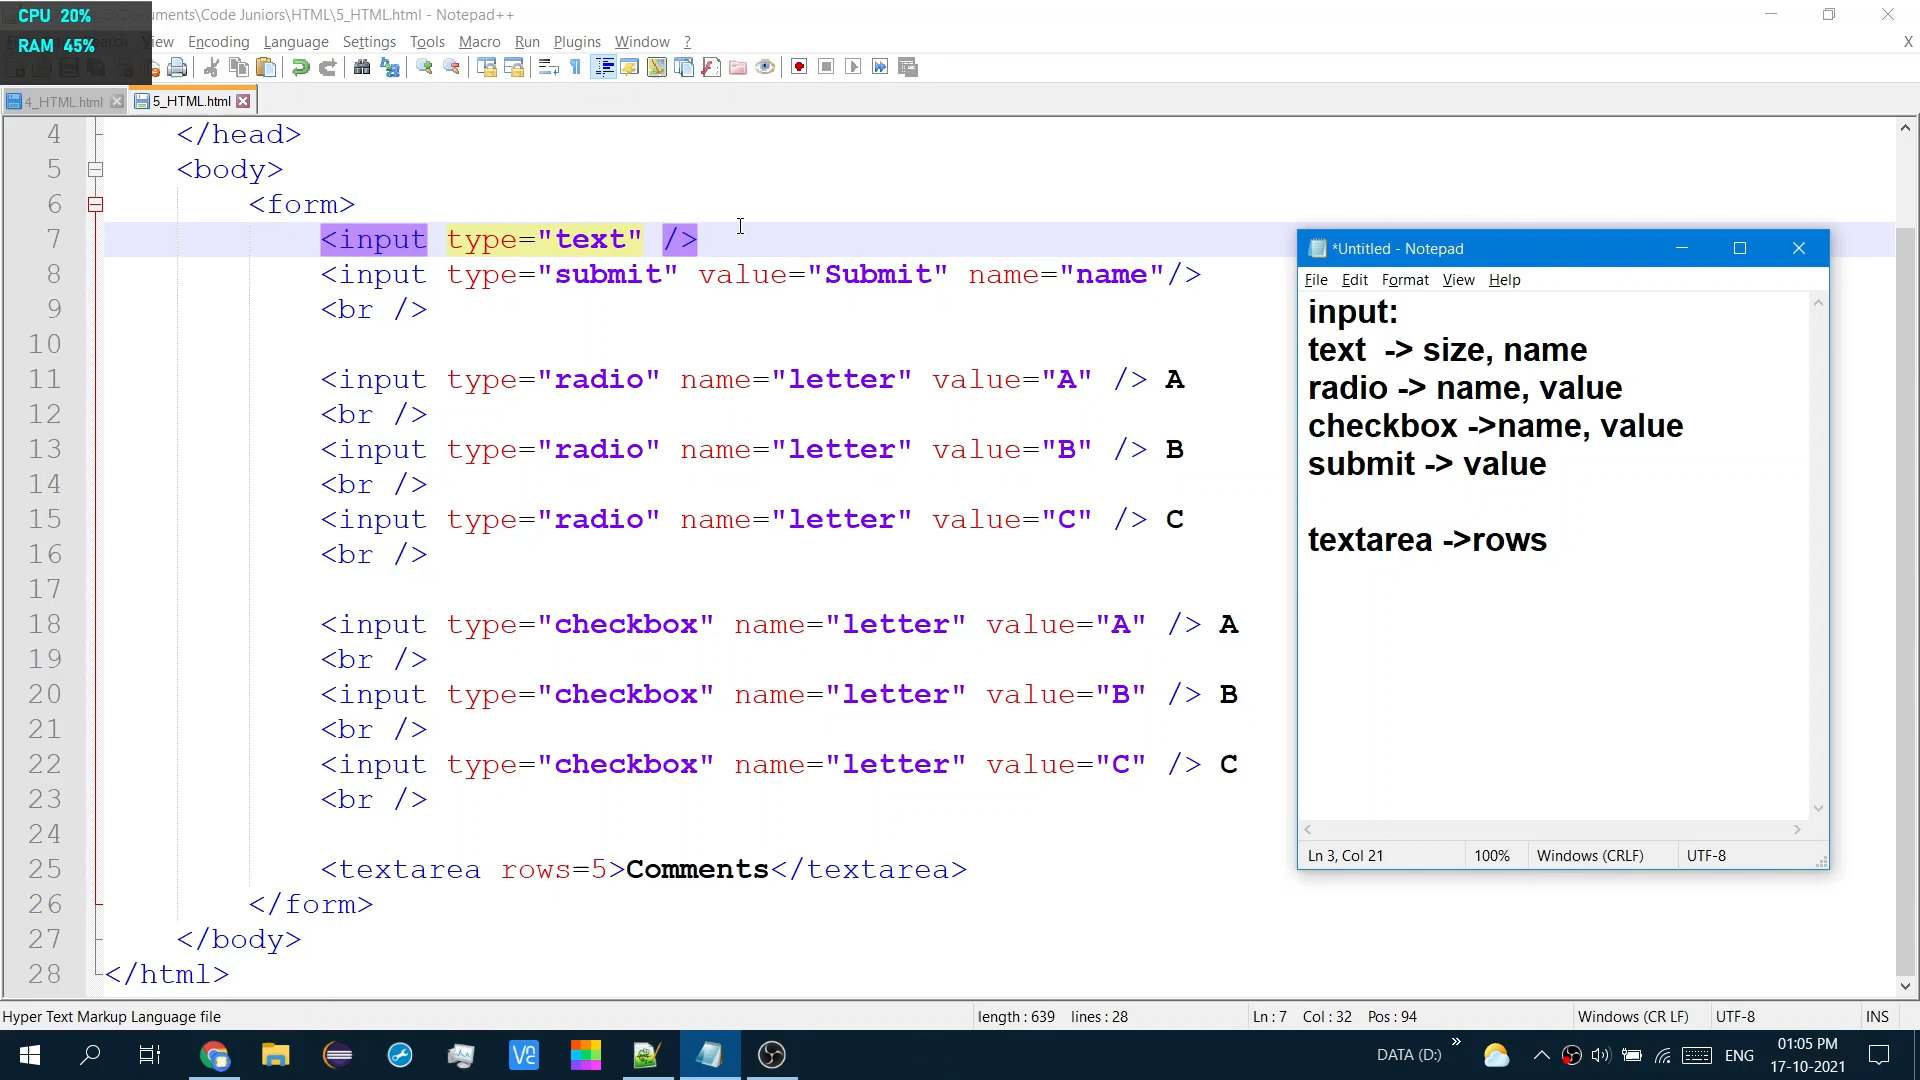 CPU 20%
RAM 45%
\Code Juniors\HTML\5_HTML.html - Notepad++
View Encoding Language Settings Tools Macro Run Plugins Window ?
X
4_HTML.html
5_HTML.html
4 </head>
5 <body>
6 <form>
7 <input type="text" />
8 <input type="submit" value="Submit" name="name"/>
9 <br />
10
11 <input type="radio" name="letter" value="A" /> A
12 <br />
13 <input type="radio" name="letter" value="B" /> B
14 <br />
15 <input type="radio" name="letter" value="C" /> C
16 <br />
17
18 <input type="checkbox" name="letter" value="A" /> A
19 <br />
20 <input type="checkbox" name="letter" value="B" /> B
21 <br />
22 <input type="checkbox" name="letter" value="C" /> C
23 <br />
24
25 <textarea rows=5>Comments</textarea>
26 </form>
27 </body>
28 </html>
*Untitled - Notepad
File Edit Format View Help
input:
text -> size, name
radio -> name, value
checkbox ->name, value
submit -> value
textarea ->rows
Ln 3, Col 21 100% Windows (CRLF) UTF-8
Hyper Text Markup Language file length : 639 lines : 28 Ln : 7 Col : 32 Pos : 94 Windows (CR LF) UTF-8 INS
DATA (D:) » ENG 01:05 PM
17-10-2021